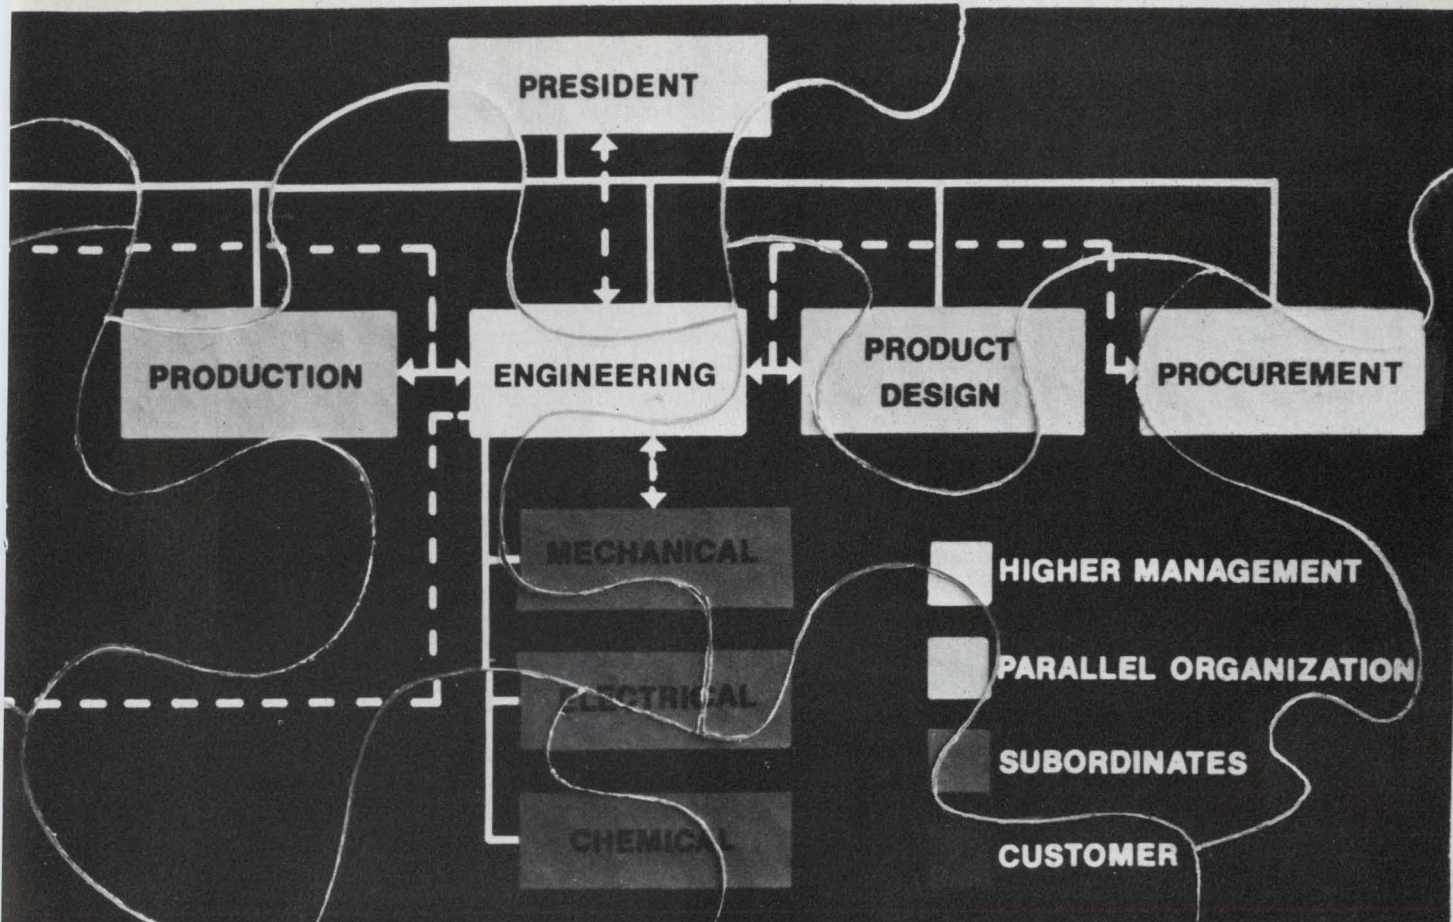 PRESIDENT
PRODUCTION
ENGINEERING
PRODUCT
DESIGN
PROCUREMENT
MECHANICAL
ELECTRICAL
CHEMICAL
HIGHER MANAGEMENT
PARALLEL ORGANIZATION
SUBORDINATES
CUSTOMER